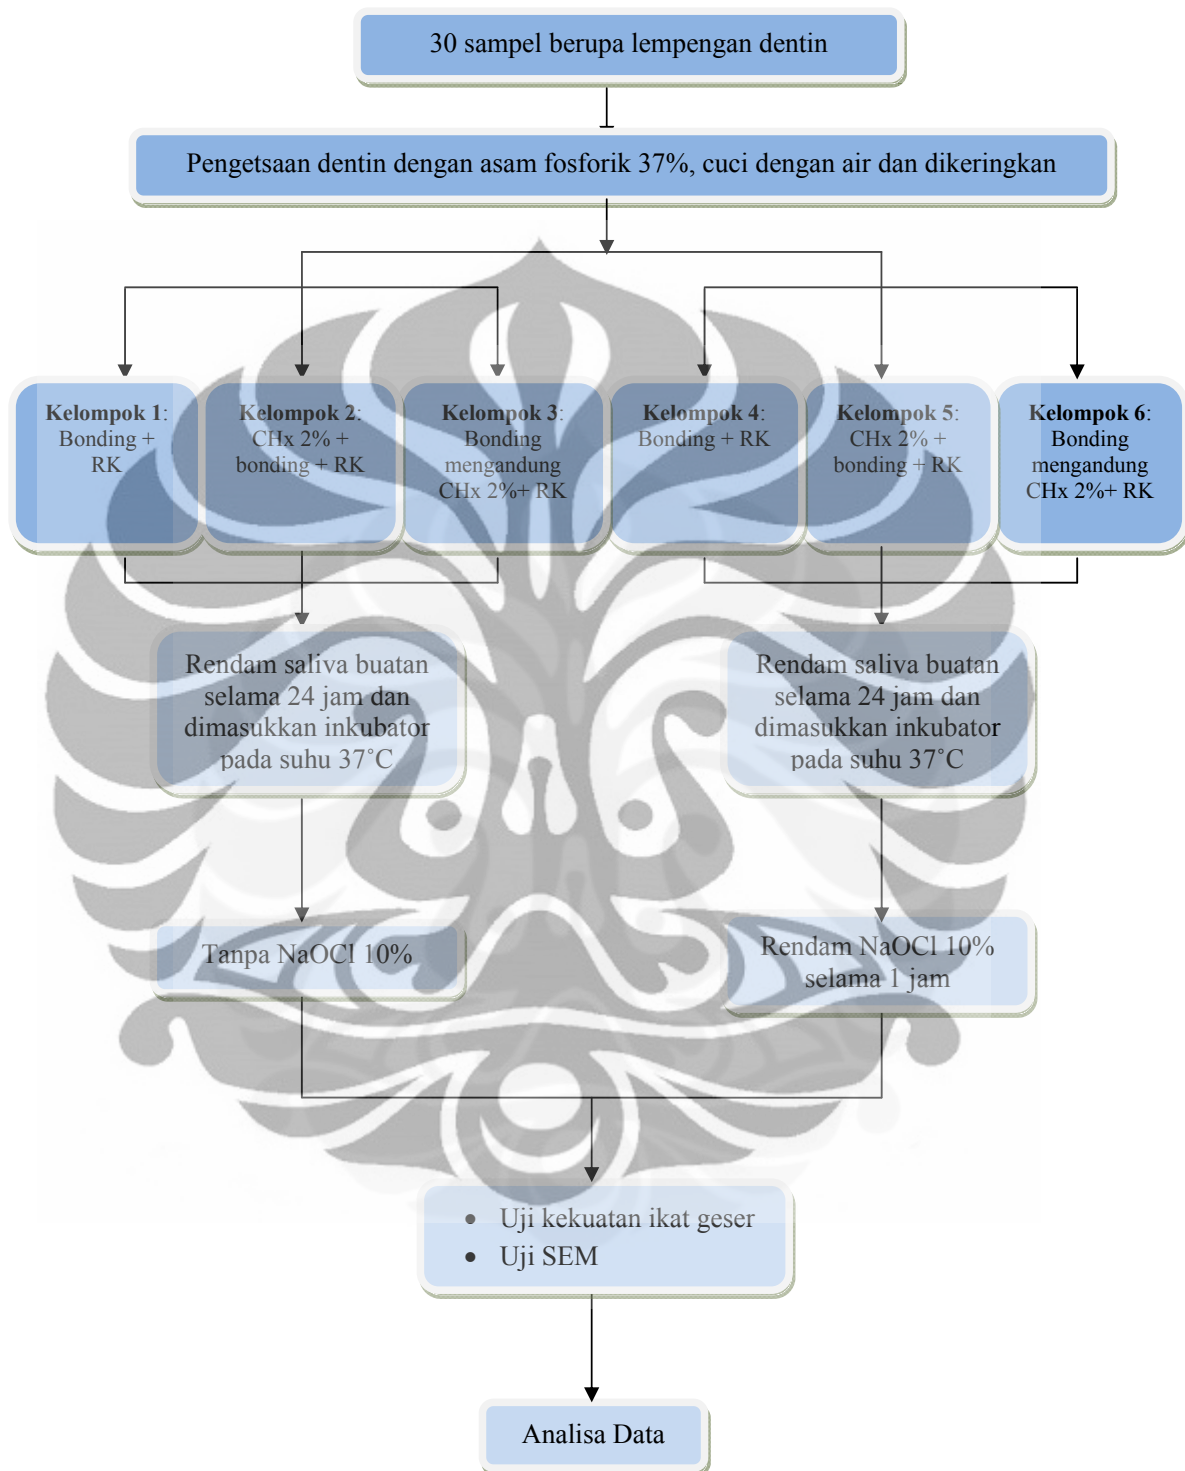 30 sampel berupa lempengan dentin
Pengetsaan dentin dengan asam fosforik 37%, cuci dengan air dan dikeringkan
Kelompok 1:
Bonding +
RK
Kelompok 2:
CHx 2% +
bonding + RK
Kelompok 3:
Bonding
mengandung
CHx 2%+ RK
Kelompok 4:
Bonding + RK
Kelompok 5:
CHx 2% +
bonding + RK
Kelompok 6:
Bonding
mengandung
CHx 2%+ RK
Rendam saliva buatan
selama 24 jam dan
dimasukkan inkubator
pada suhu 37˚C
Rendam saliva buatan
selama 24 jam dan
dimasukkan inkubator
pada suhu 37˚C
Tanpa NaOCl 10%
Rendam NaOCl 10%
selama 1 jam
• Uji kekuatan ikat geser
• Uji SEM
Analisa Data